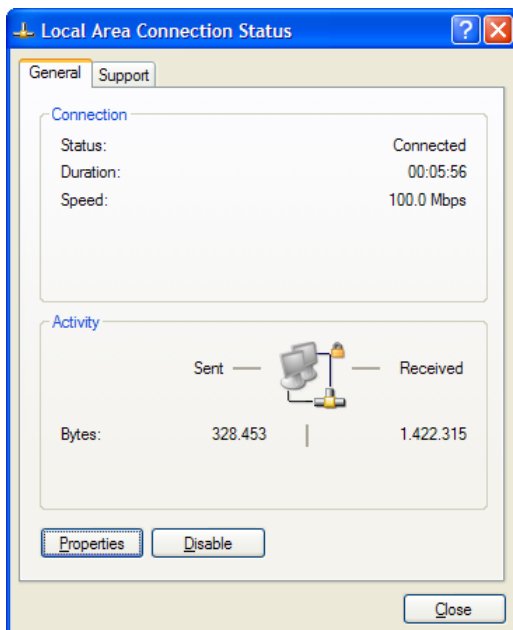 Local Area Connection Status
General Support
Connection
Status: Connected
Duration: 00:05:56
Speed: 100.0 Mbps
Activity
Sent Received
Bytes: 328.453 1.422.315
Properties Disable
Close